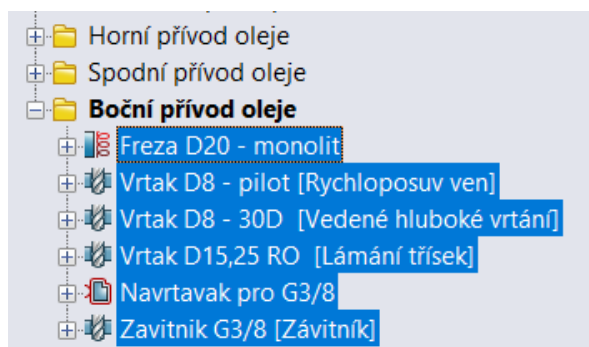 Horní přívod oleje
Spodní přívod oleje
Boční přívod oleje
Freza D20 - monolit
Vrtak D8 - pilot [Rychloposuv ven]
Vrtak D8 - 30D [Vedené hluboké vrtání]
Vrtak D15,25 RO [Lámání třísek]
Navrtavak pro G3/8
Zavitnik G3/8 [Závitník]